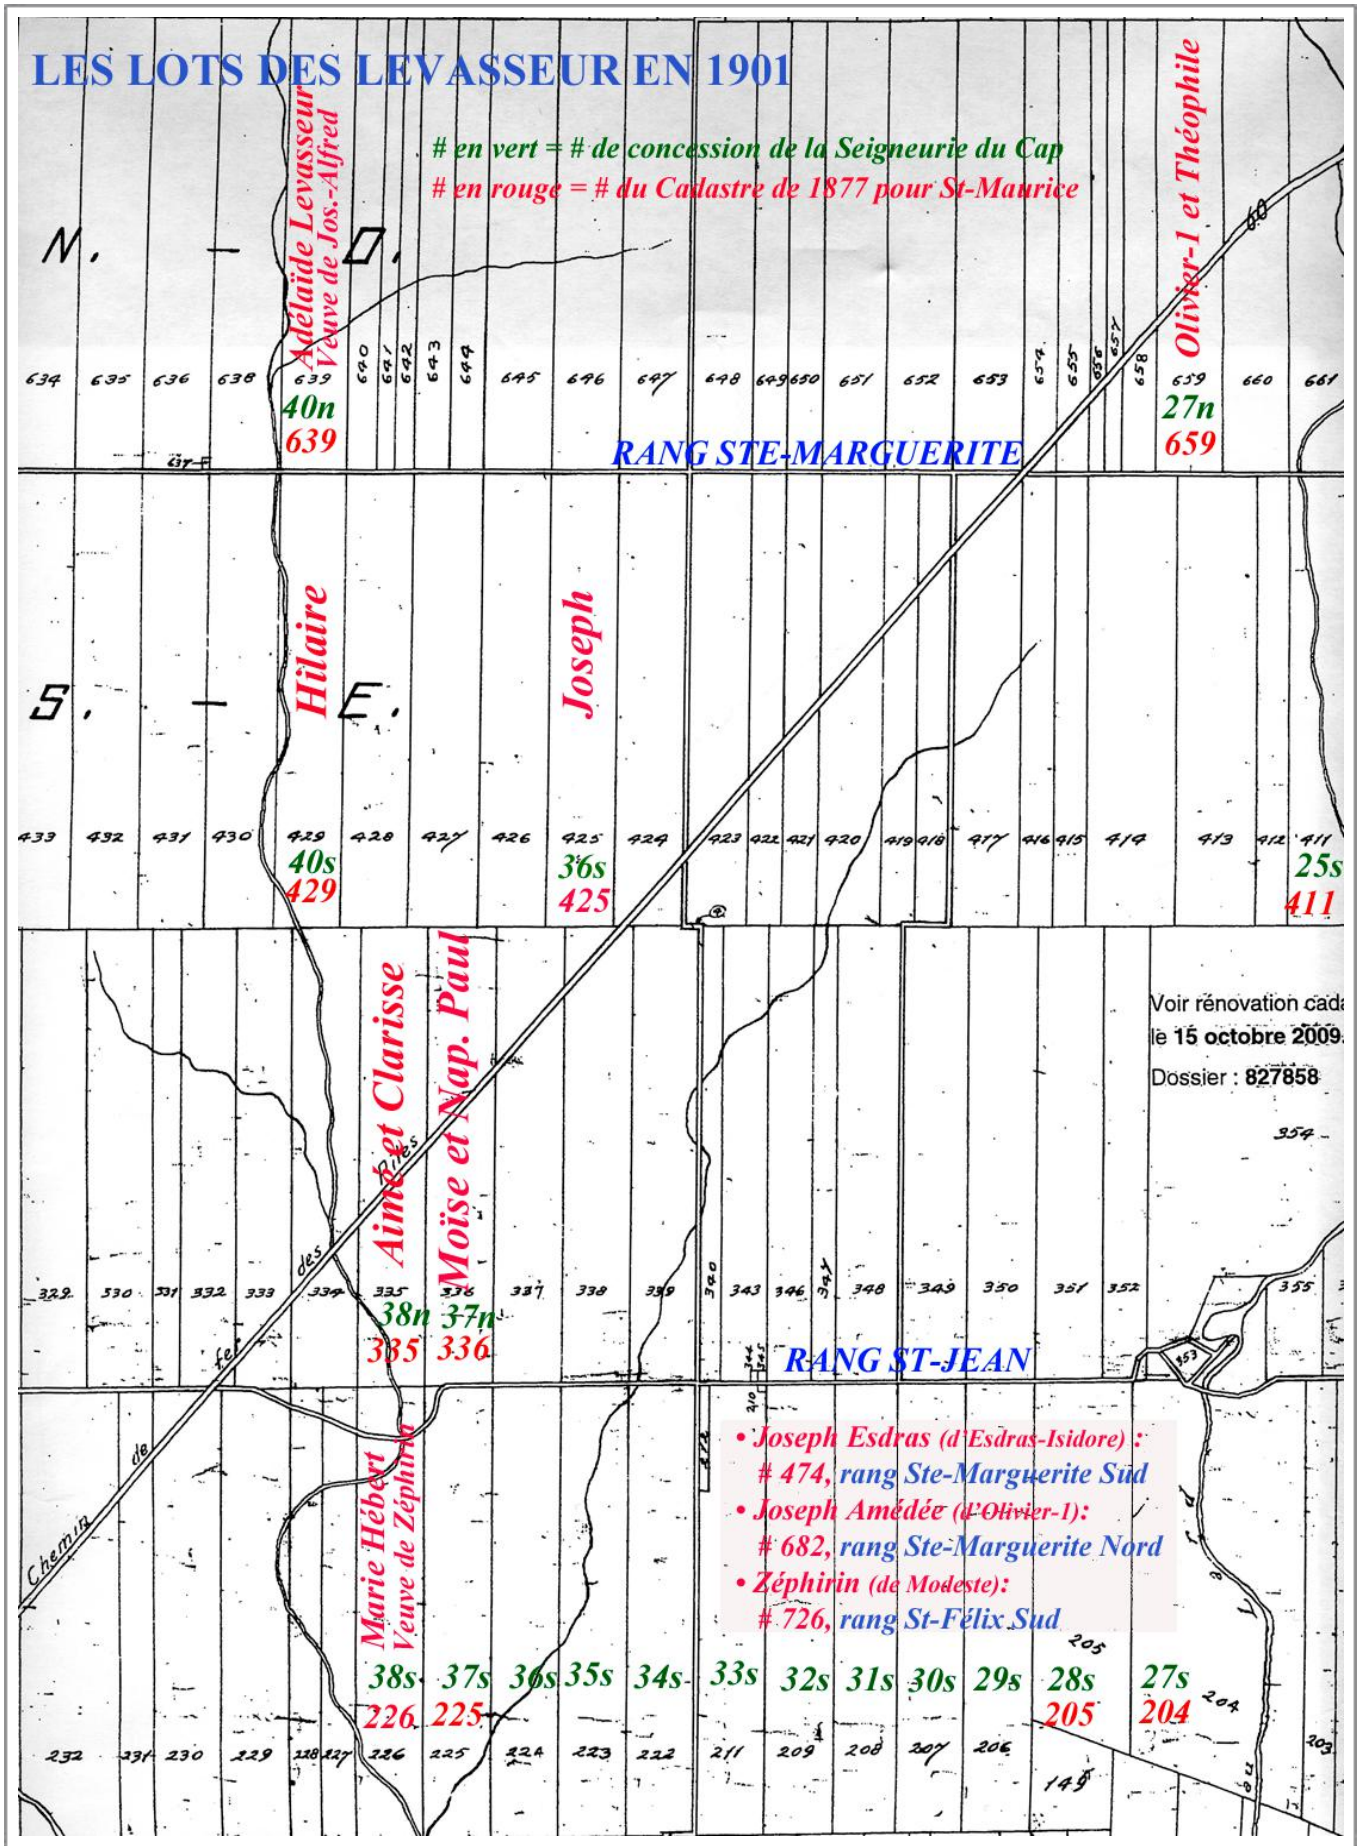 LES LOTS DES LEVASSEUR EN 1901
# en vert = # de concession de la Seigneurie du Cap
# en rouge = # du Cadastre de 1877 pour St-Maurice
Adélaïde Levasseur
Veuve de Jos.-Alfred
Olivier-1 et Théophile
60
N. - O.
634 635 636 638 639 640 641 642 643 644 645 646 647 648 649 650 651 652 653 654 655 656 657 658 659 660 661
40n
639
27n
659
637
RANG STE-MARGUERITE
Hilaire
Joseph
S. - E.
433 432 431 430 429 428 427 426 425 424 423 422 421 420 419 418 417 416 415 414 413 412 411
40s
429
36s
425
25s
411
Aimé et Clarisse
Moïse et Nap. Paul
Voir rénovation cada
le 15 octobre 2009
Dossier : 827858
354
329 330 331 332 333 334 335 336 337 338 339 340 343 346 347 348 349 350 351 352 355
38n 37n
335 336
344 345
353
RANG ST-JEAN
210
Chemin de fer des Piles
Marie Hébert
Veuve de Zéphirin
• Joseph Esdras (d'Esdras-Isidore) :
# 474, rang Ste-Marguerite Sud
• Joseph Amédée (d'Olivier-1):
# 682, rang Ste-Marguerite Nord
• Zéphirin (de Modeste):
# 726, rang St-Félix Sud
205
38s 37s 36s 35s 34s 33s 32s 31s 30s 29s 28s 27s
226 225 205 204
204
232 231 230 229 228 227 226 225 224 223 222 211 209 208 207 206 203
149